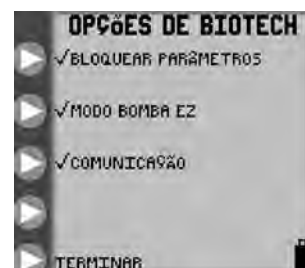 OPÇÕES DE BIOTECH
√BLOQUEAR PARÂMETROS
√MODO BOMBA EZ
√COMUNICAÇÃO
TERMINAR